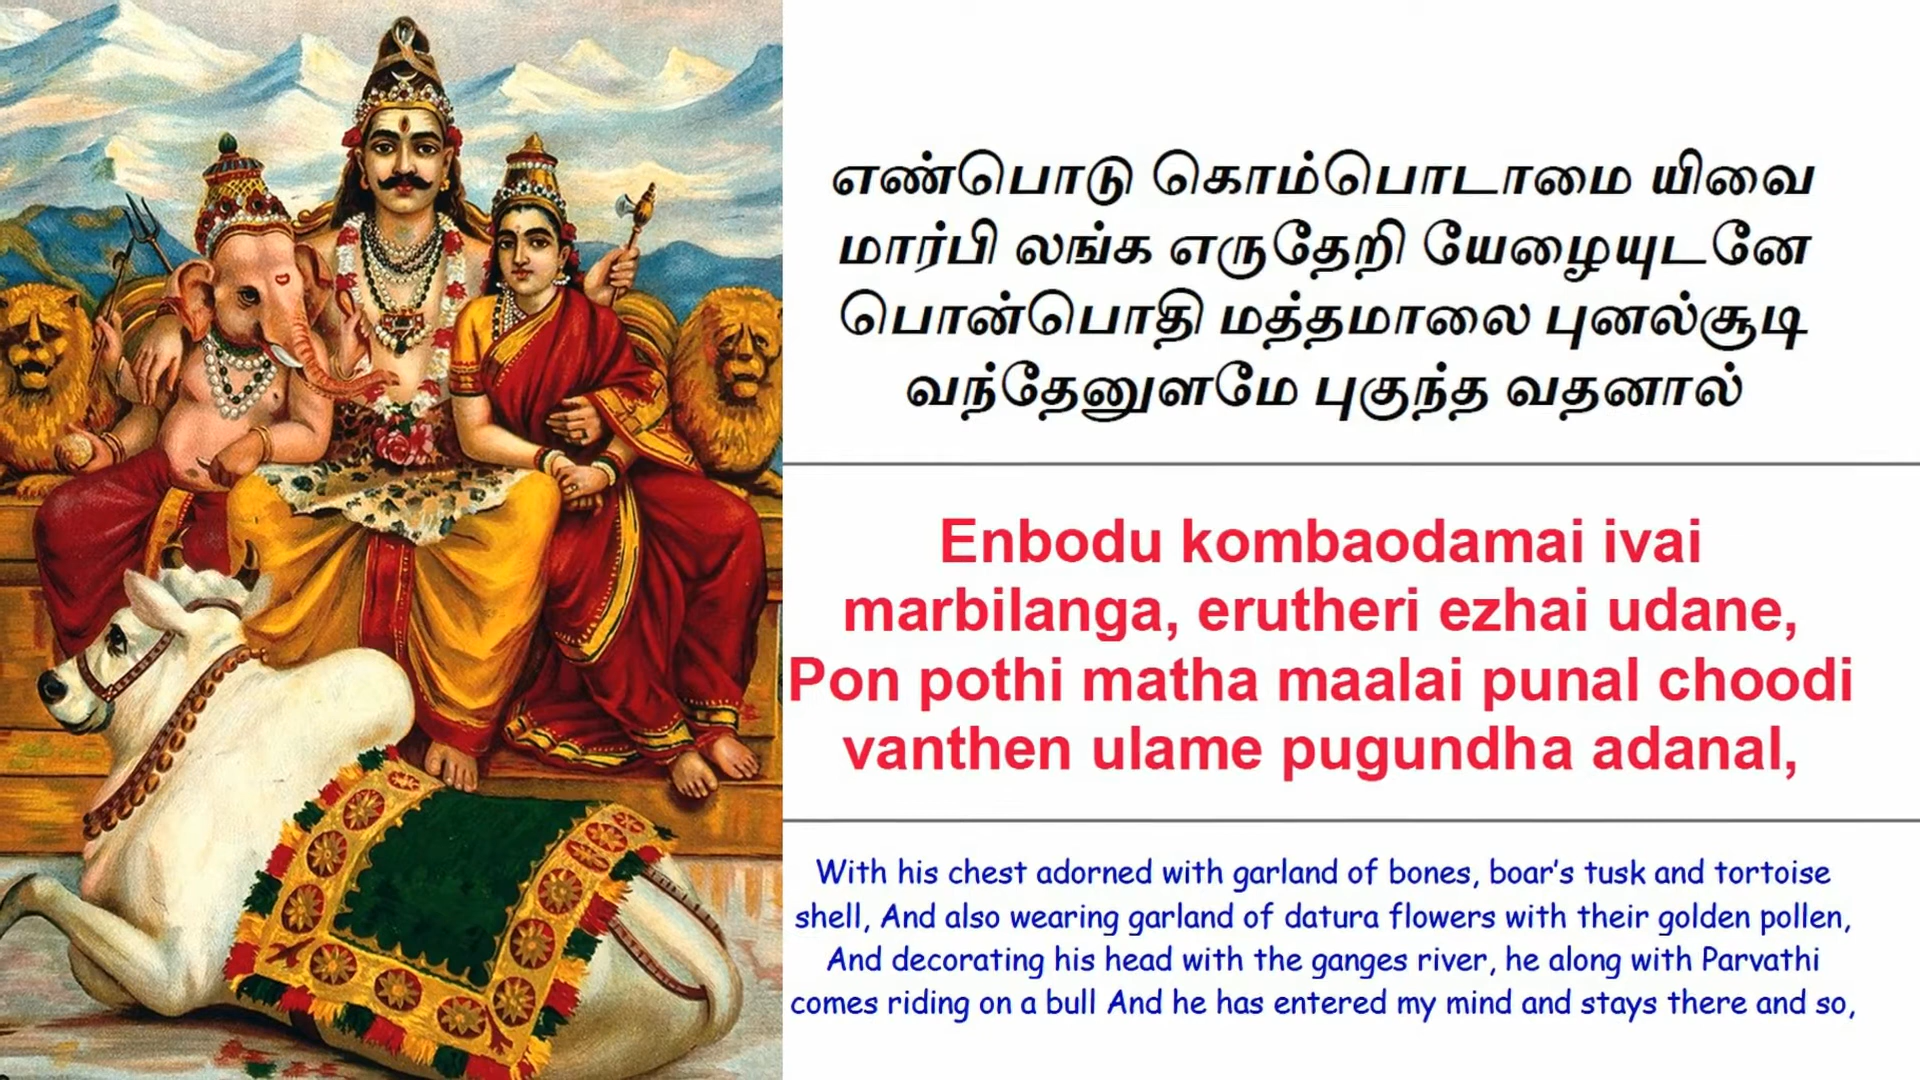 எண்பொடு கொம்பொடாமை யிவை
மார்பி லங்க எருதேறி யேழையுடனே
பொன்பொதி மத்தமாலை புனல்சூடி
வந்தேனுளமே புகுந்த வதனால்
Enbodu kombaodamai ivai
marbilanga, erutheri ezhai udane,
Pon pothi matha maalai punal choodi
vanthen ulame pugundha adanal,
With his chest adorned with garland of bones, boar's tusk and tortoise
shell, And also wearing garland of datura flowers with their golden pollen,
And decorating his head with the ganges river, he along with Parvathi
comes riding on a bull And he has entered my mind and stays there and so,